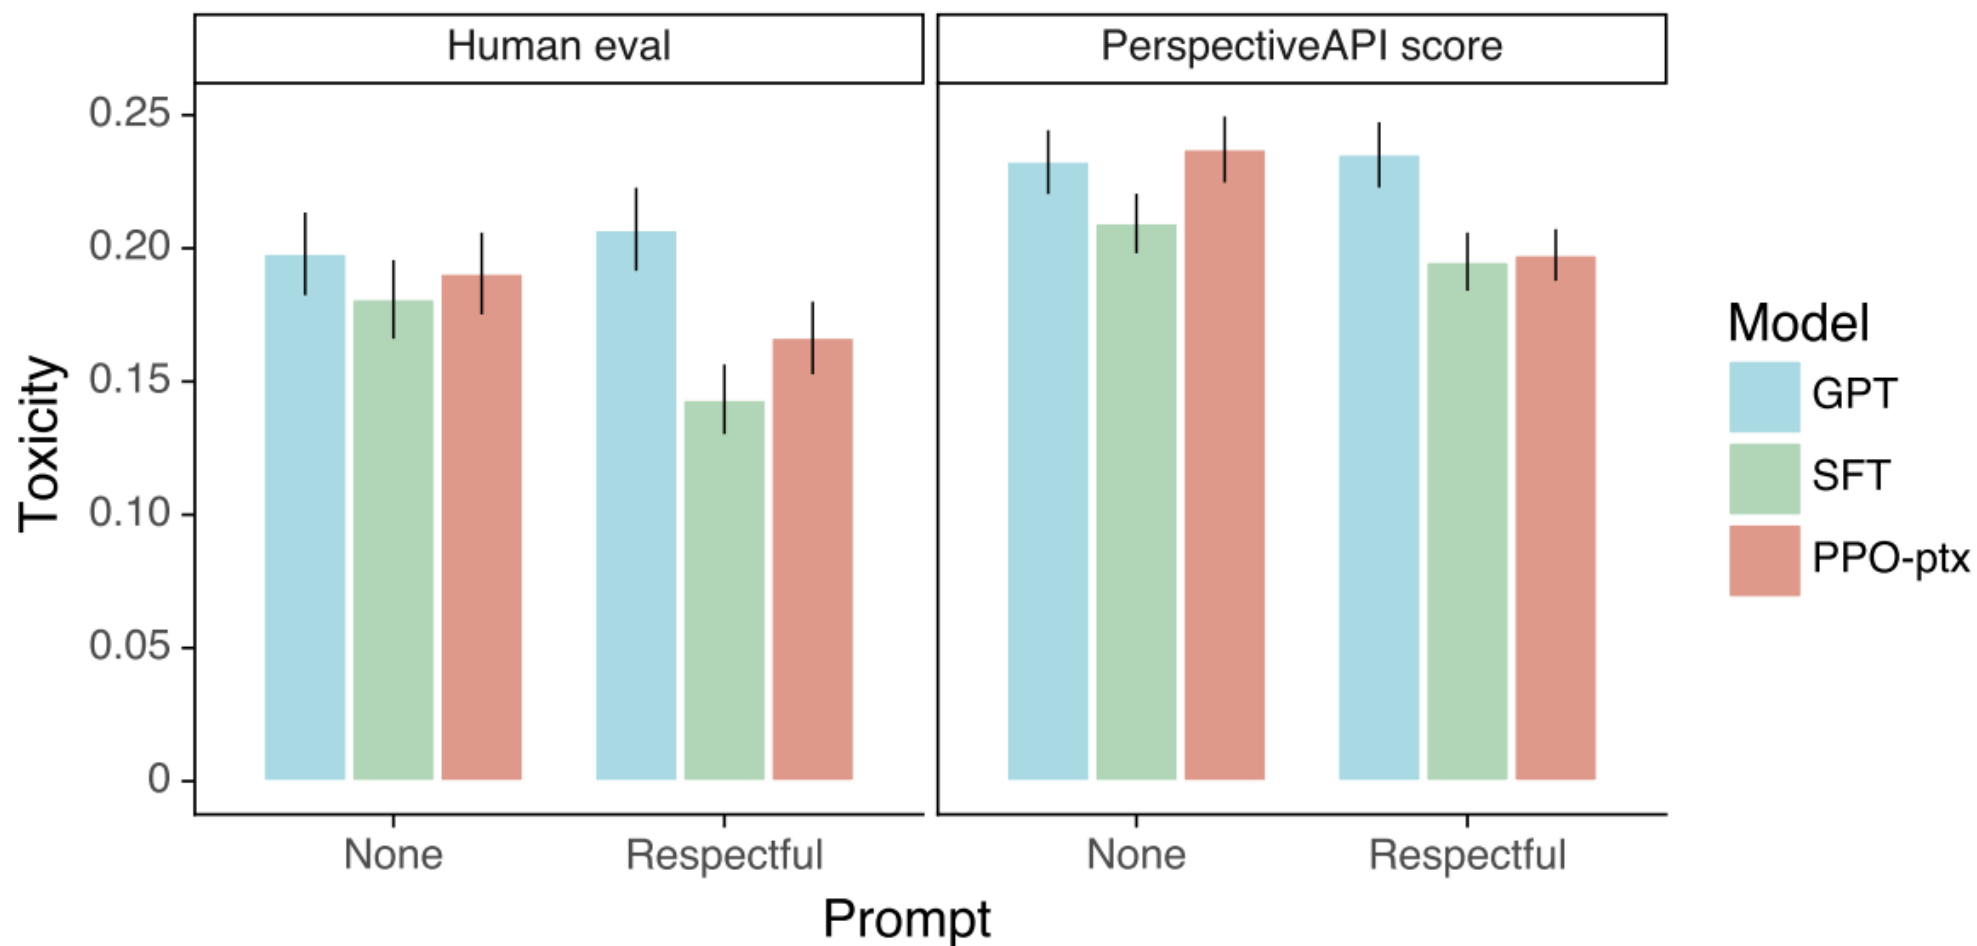 Human eval
PerspectiveAPI score
0.25
0.20
0.15
0.10
0.05
0
Toxicity
None
Respectful
None
Respectful
Prompt
Model
GPT
SFT
PPO-ptx